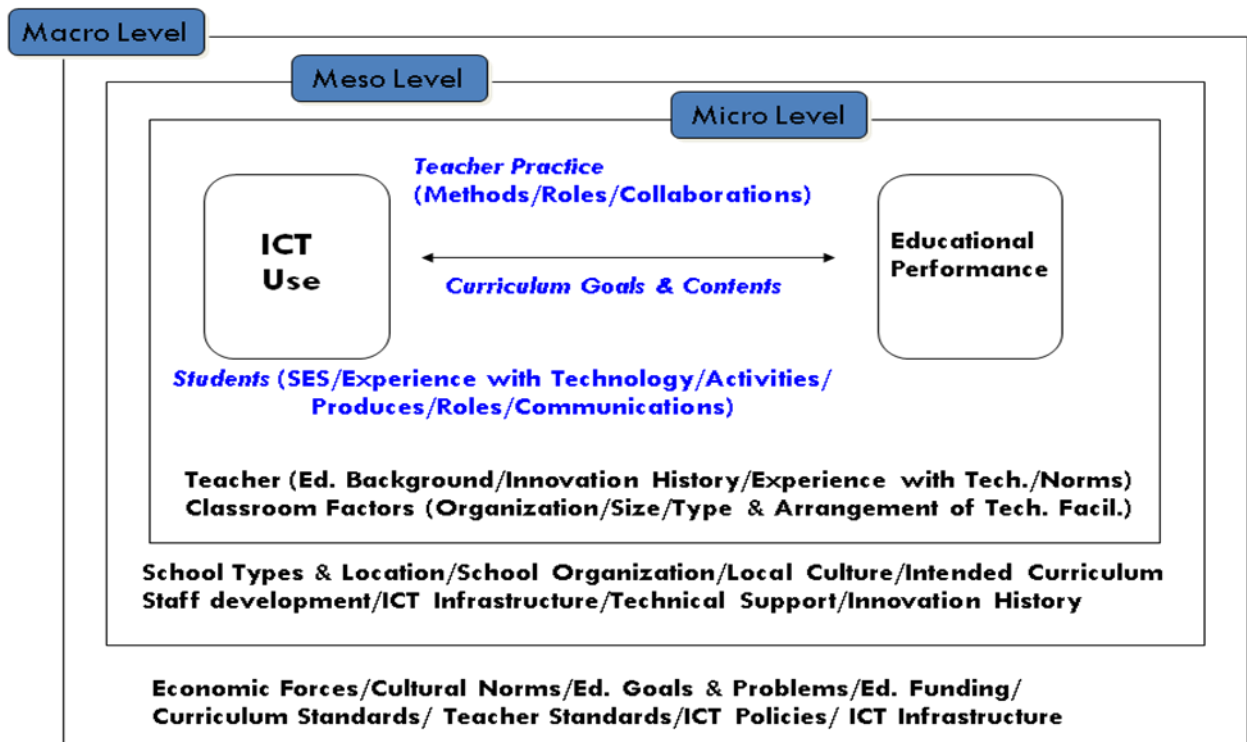 Macro Level
Meso Level
Micro Level
Teacher Practice
(Methods/Roles/Collaborations)
ICT
Use
Educational
Performance
Curriculum Goals & Contents
Students (SES/Experience with Technology/Activities/
Produces/Roles/Communications)
Teacher (Ed. Background/Innovation History/Experience with Tech./Norms)
Classroom Factors (Organization/Size/Type & Arrangement of Tech. Facil.)
School Types & Location/School Organization/Local Culture/Intended Curriculum
Staff development/ICT Infrastructure/Technical Support/Innovation History
Economic Forces/Cultural Norms/Ed. Goals & Problems/Ed. Funding/
Curriculum Standards/ Teacher Standards/ICT Policies/ ICT Infrastructure